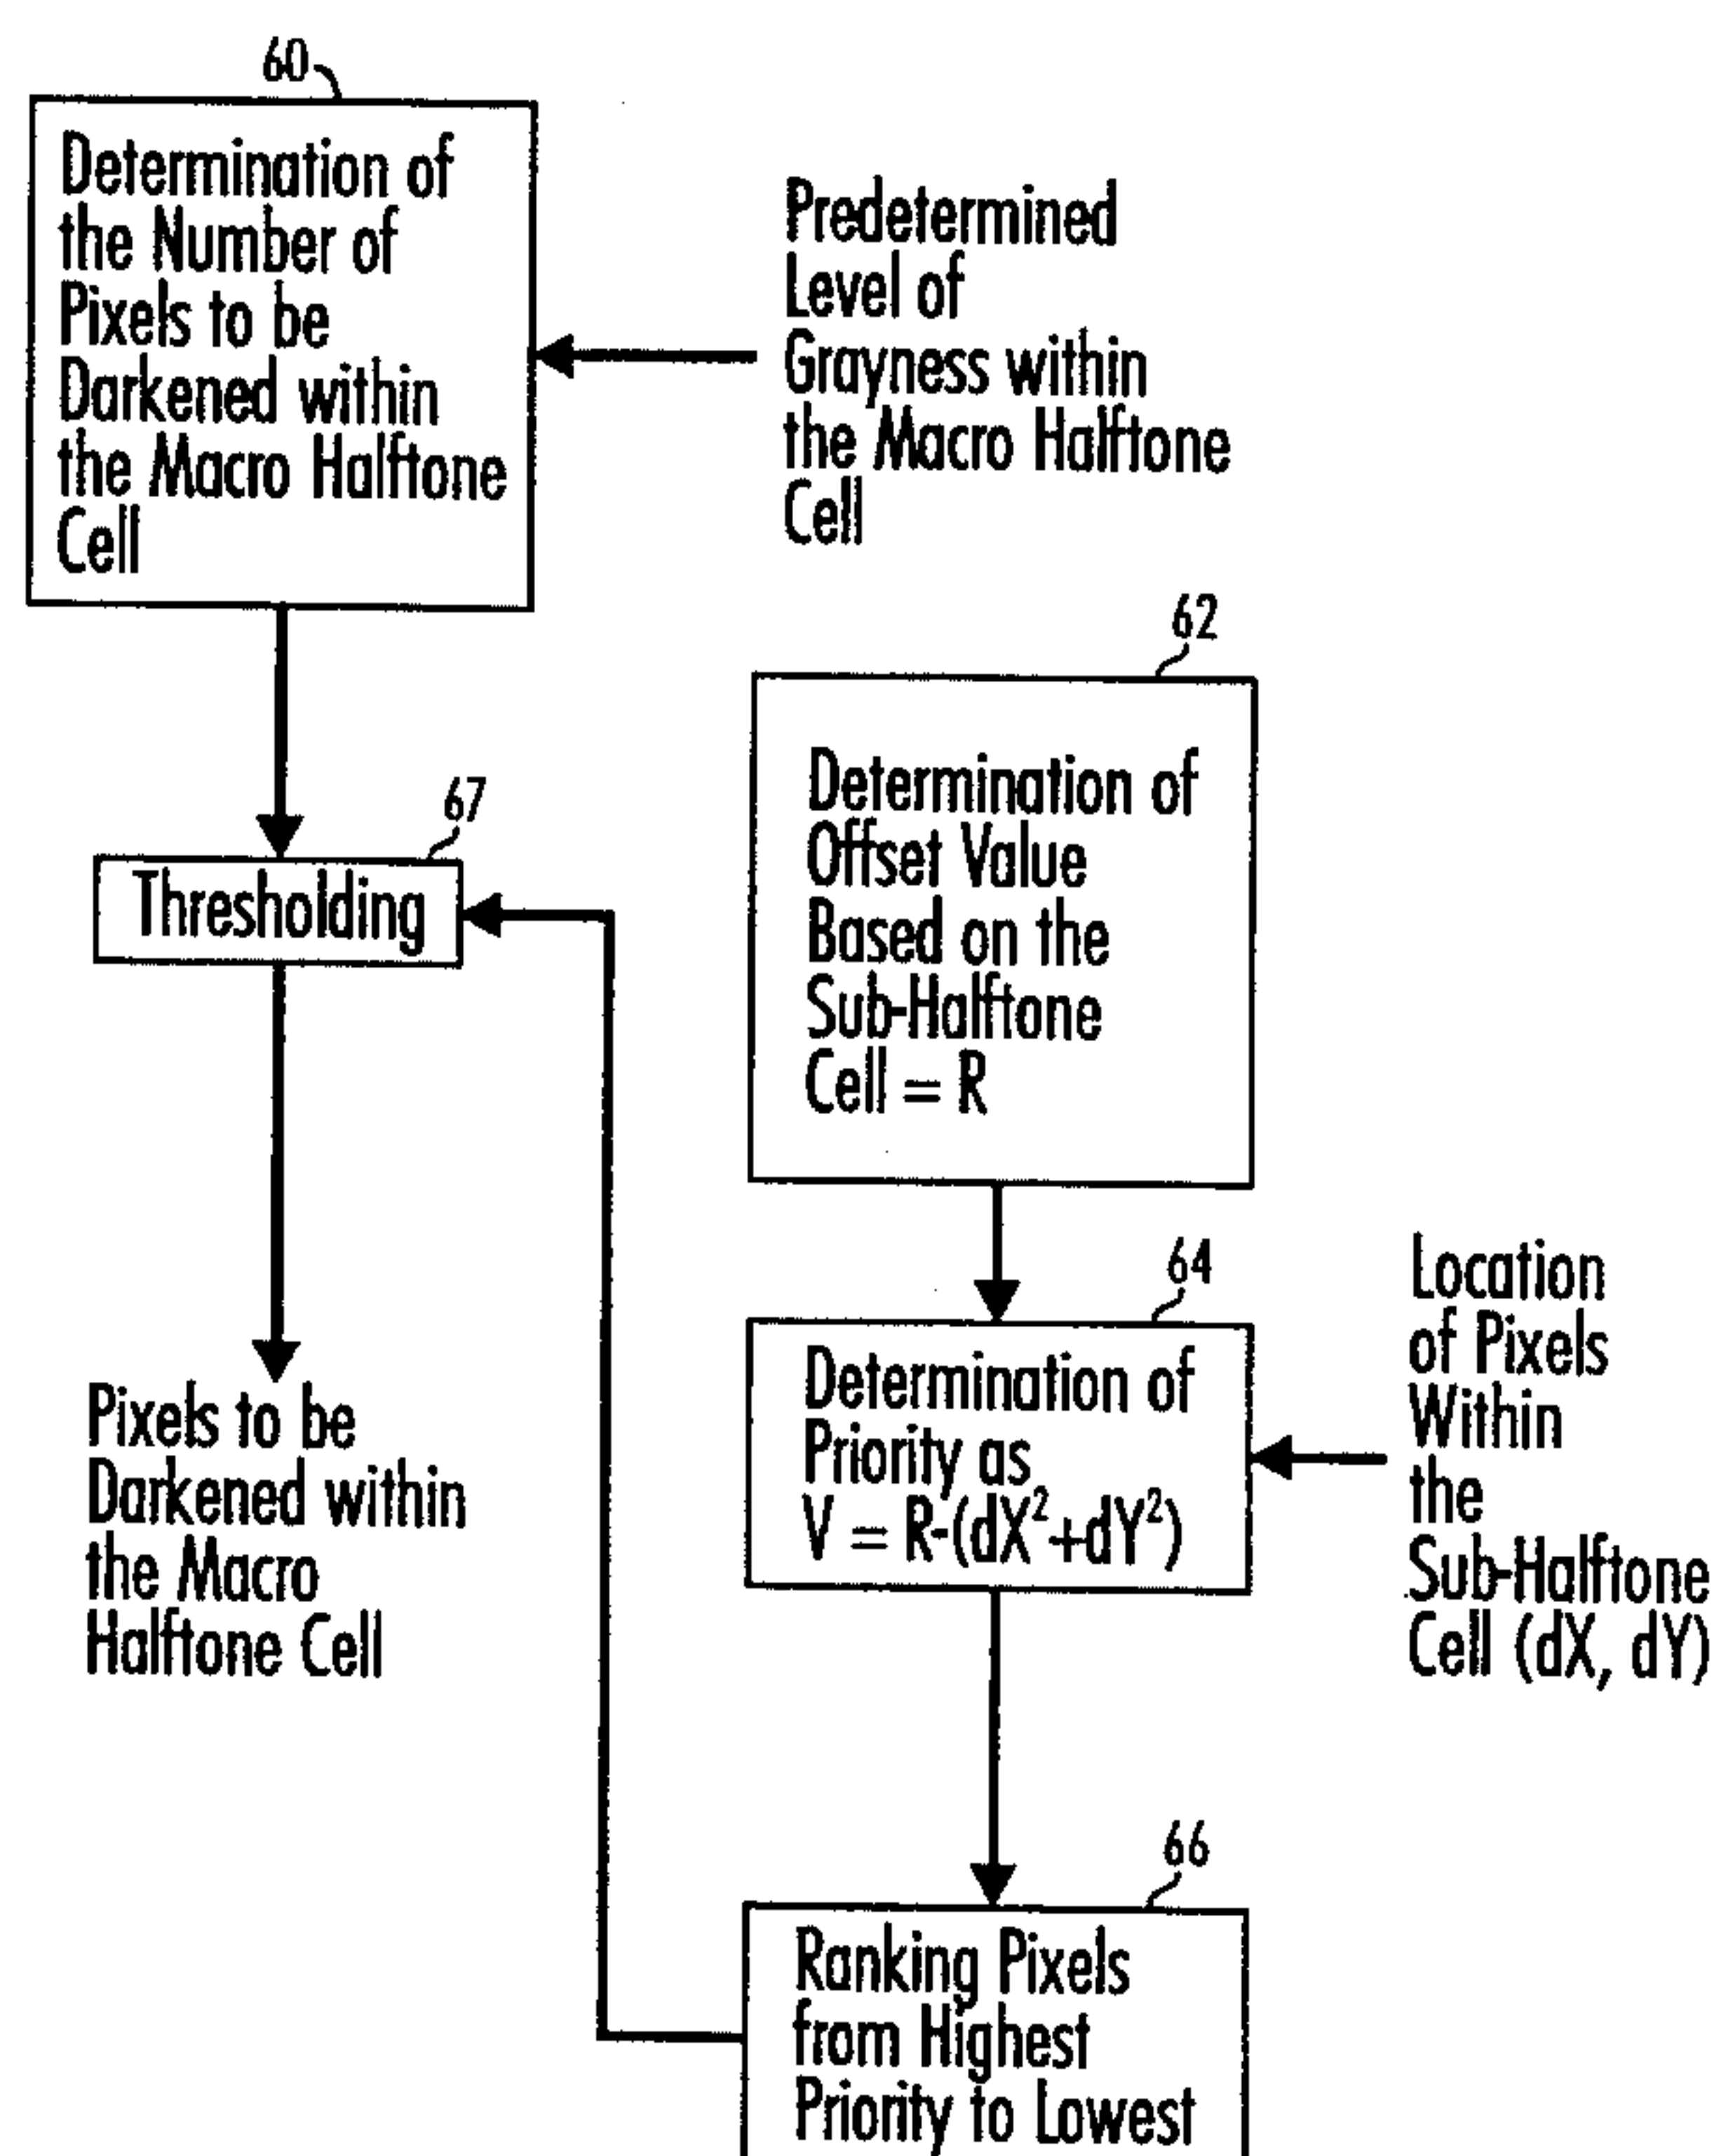 60
Determination of
the Number of
Pixels to be
Darkened within
the Macro Halftone
Cell
Predetermined
Level of
Grayness within
the Macro Halftone
Cell
62
Determination of
Offset Value
Based on the
Sub-Halftone
Cell = R
67
Thresholding
64
Determination of
Priority as
V = R-(dX²+dY²)
Location
of Pixels
Within
the
Sub-Halftone
Cell (dX, dY)
Pixels to be
Darkened within
the Macro
Halftone Cell
66
Ranking Pixels
from Highest
Priority to Lowest